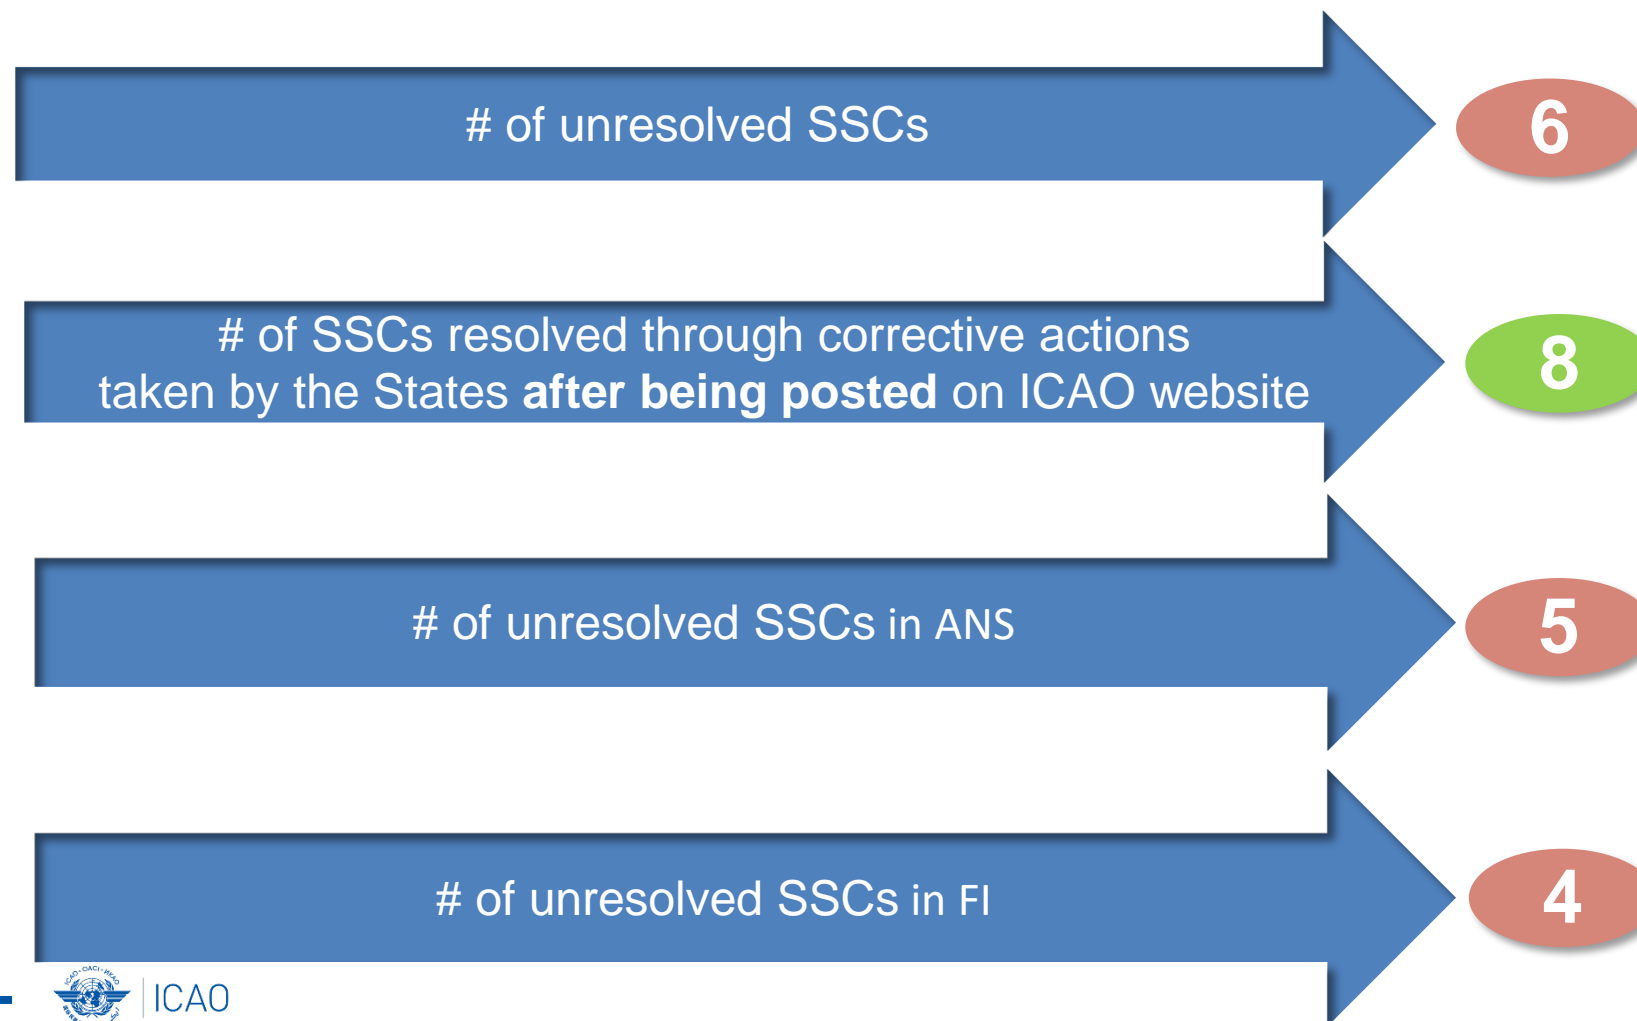 # of unresolved SSCs
6
# of SSCs resolved through corrective actions
taken by the States after being posted on ICAO website
8
# of unresolved SSCs in ANS
5
# of unresolved SSCs in FI
4
ICAO